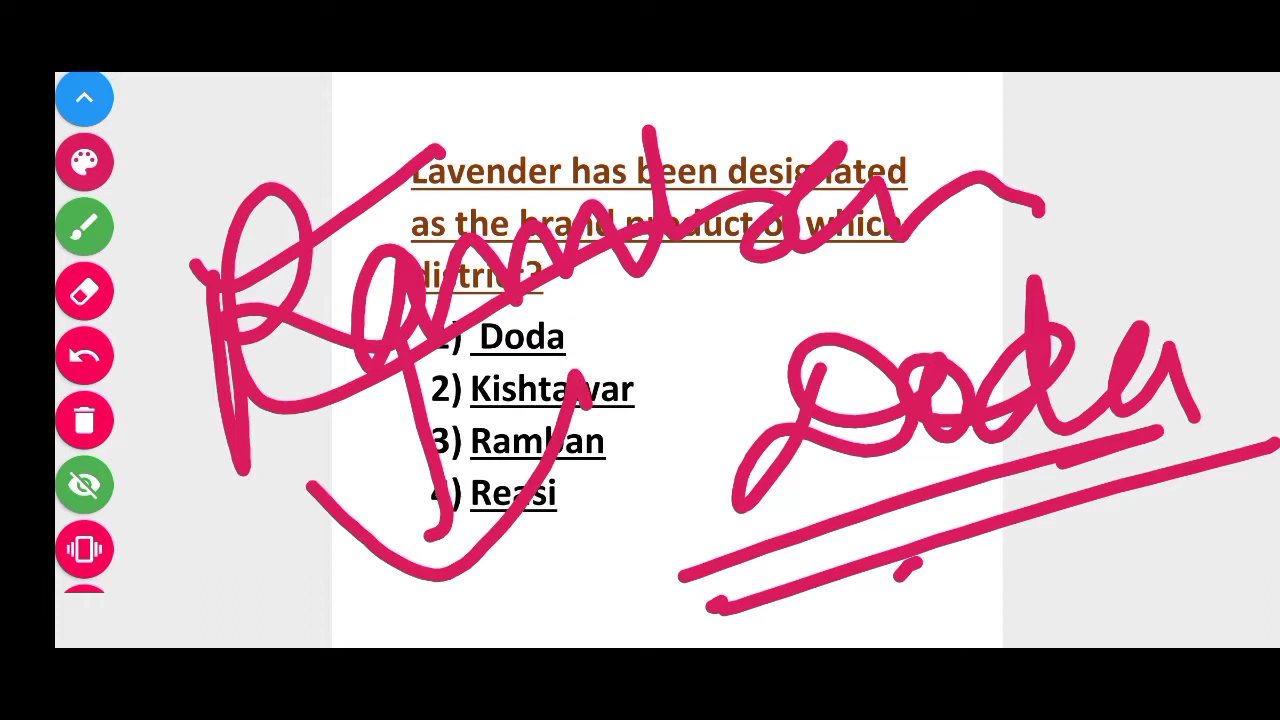 Lavender has been designated
as the brand product of which
district?
1) Doda
2) Kishtawar
3) Ramban
4) Reasi
Ramban
Doda